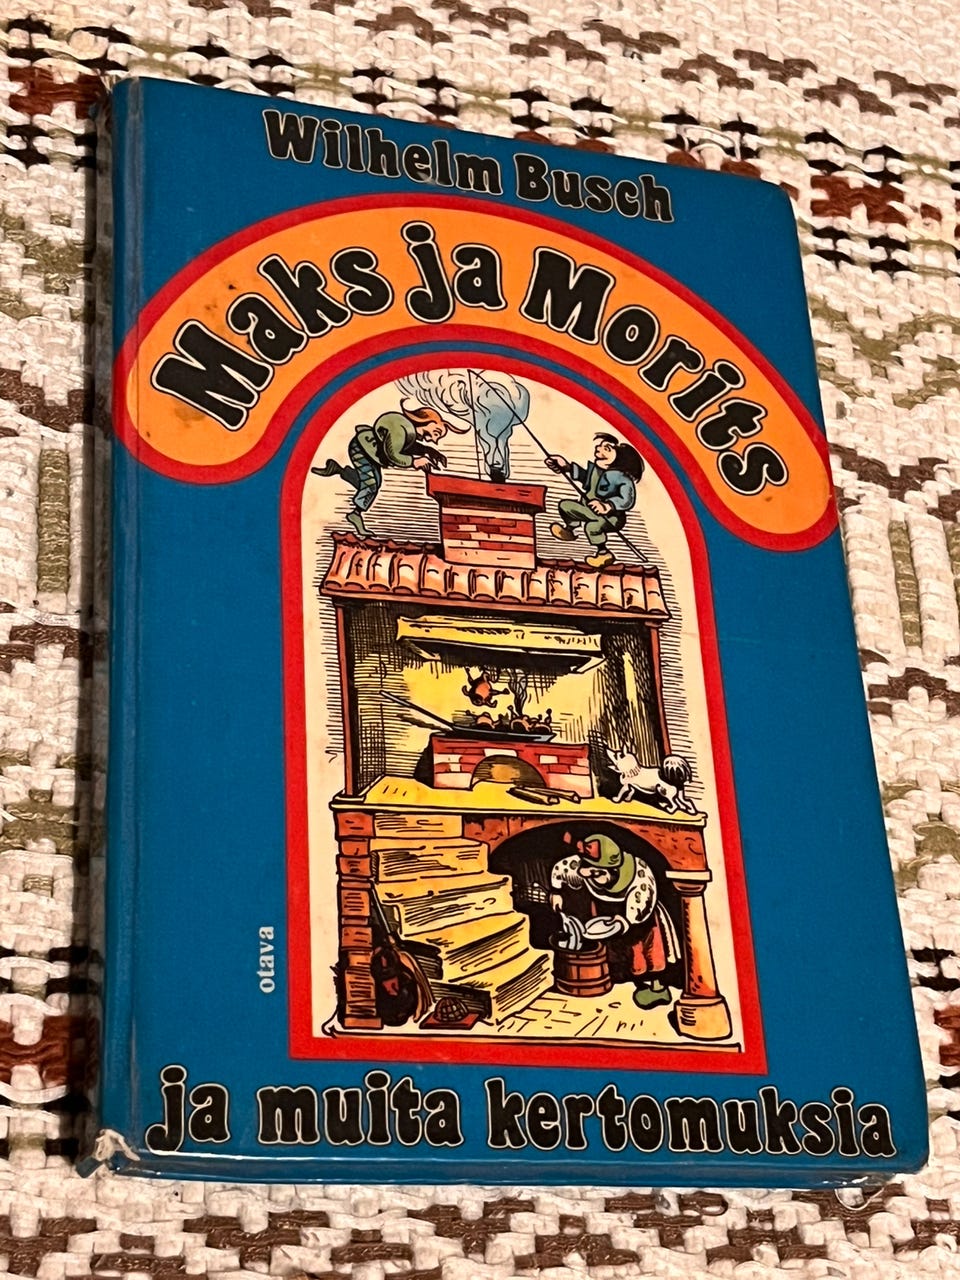 Wilhelm Busch
Maks ja Morits
otava
ja muita kertomuksia